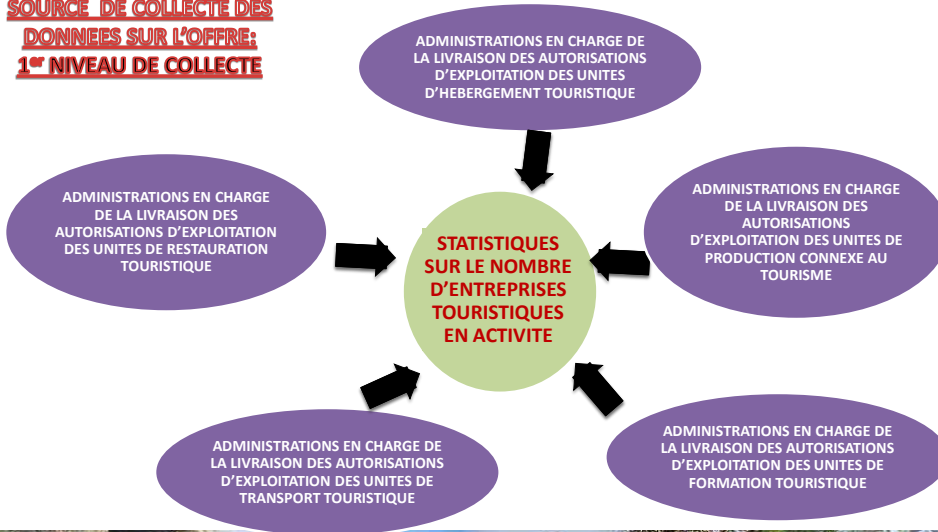 SOURCE DE COLLECTE DES
DONNEES SUR L'OFFRE:
1er NIVEAU DE COLLECTE
ADMINISTRATIONS EN CHARGE DE
LA LIVRAISON DES AUTORISATIONS
D'EXPLOITATION DES UNITES
D'HEBERGEMENT TOURISTIQUE
ADMINISTRATIONS EN CHARGE
DE LA LIVRAISON DES
AUTORISATIONS D'EXPLOITATION
DES UNITES DE RESTAURATION
TOURISTIQUE
ADMINISTRATIONS EN CHARGE
DE LA LIVRAISON DES
AUTORISATIONS
D'EXPLOITATION DES UNITES DE
PRODUCTION CONNEXE AU
TOURISME
STATISTIQUES
SUR LE NOMBRE
D'ENTREPRISES
TOURISTIQUES
EN ACTIVITE
ADMINISTRATIONS EN CHARGE DE
LA LIVRAISON DES AUTORISATIONS
D'EXPLOITATION DES UNITES DE
TRANSPORT TOURISTIQUE
ADMINISTRATIONS EN CHARGE DE
LA LIVRAISON DES AUTORISATIONS
D'EXPLOITATION DES UNITES DE
FORMATION TOURISTIQUE